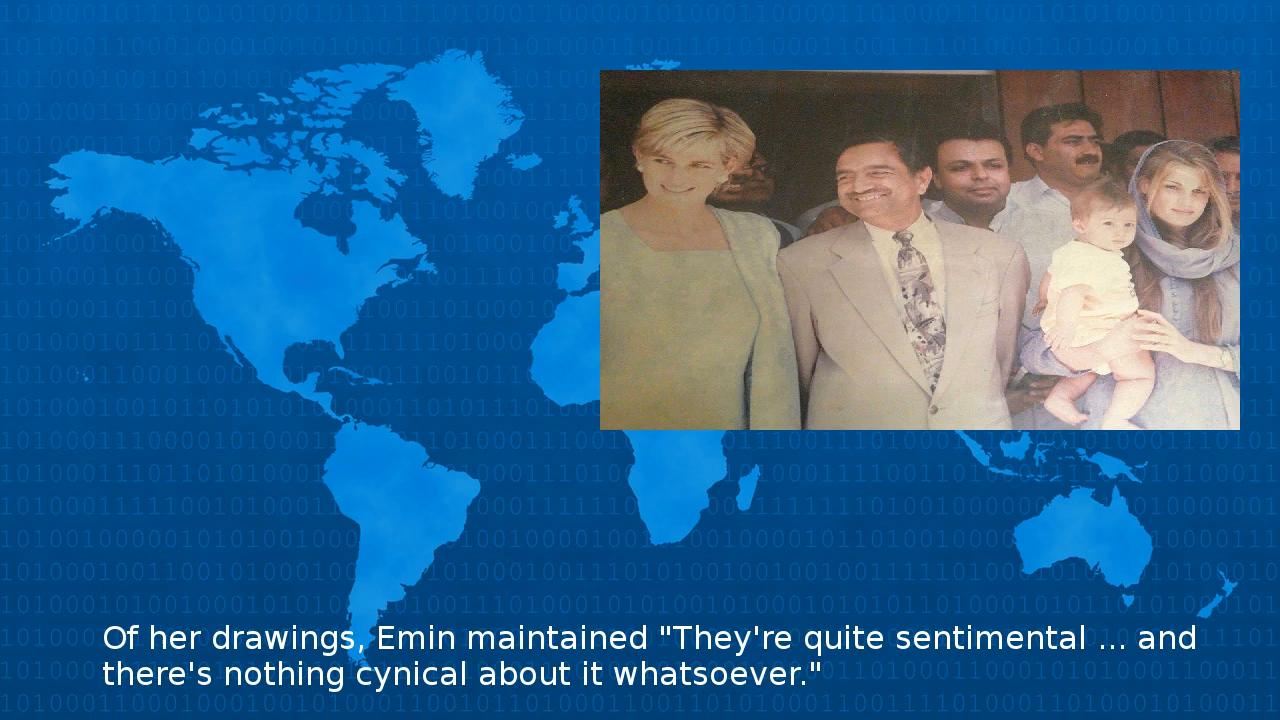 Of her drawings, Emin maintained "They're quite sentimental ... and
there's nothing cynical about it whatsoever."